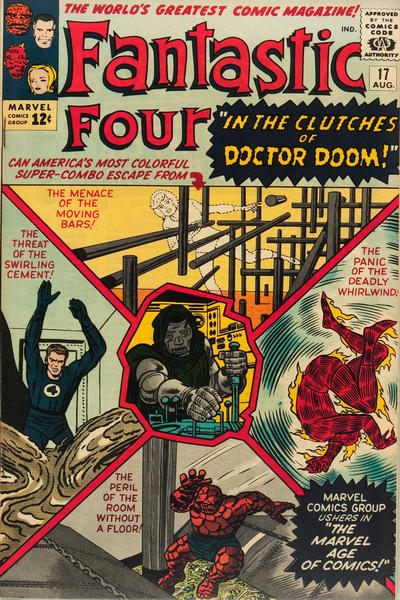 THE WORLD'S GREATEST COMIC MAGAZINE!
IND.
APPROVED
BY THE
COMICS
CODE
AUTHORITY
Fantastic
Four
17
AUG.
MARVEL
COMICS
GROUP
12¢
"IN THE CLUTCHES
OF
DOCTOR DOOM!"
CAN AMERICA'S MOST COLORFUL
SUPER-COMBO ESCAPE FROM
THE MENACE
OF THE
MOVING
BARS!
THE
THREAT
OF THE
SWIRLING
CEMENT!
THE
PANIC
OF THE
DEADLY
WHIRLWIND!
THE
PERIL
OF THE
ROOM
WITHOUT
A FLOOR!
MARVEL
COMICS GROUP
USHERS IN
"THE
MARVEL
AGE
OF COMICS!"